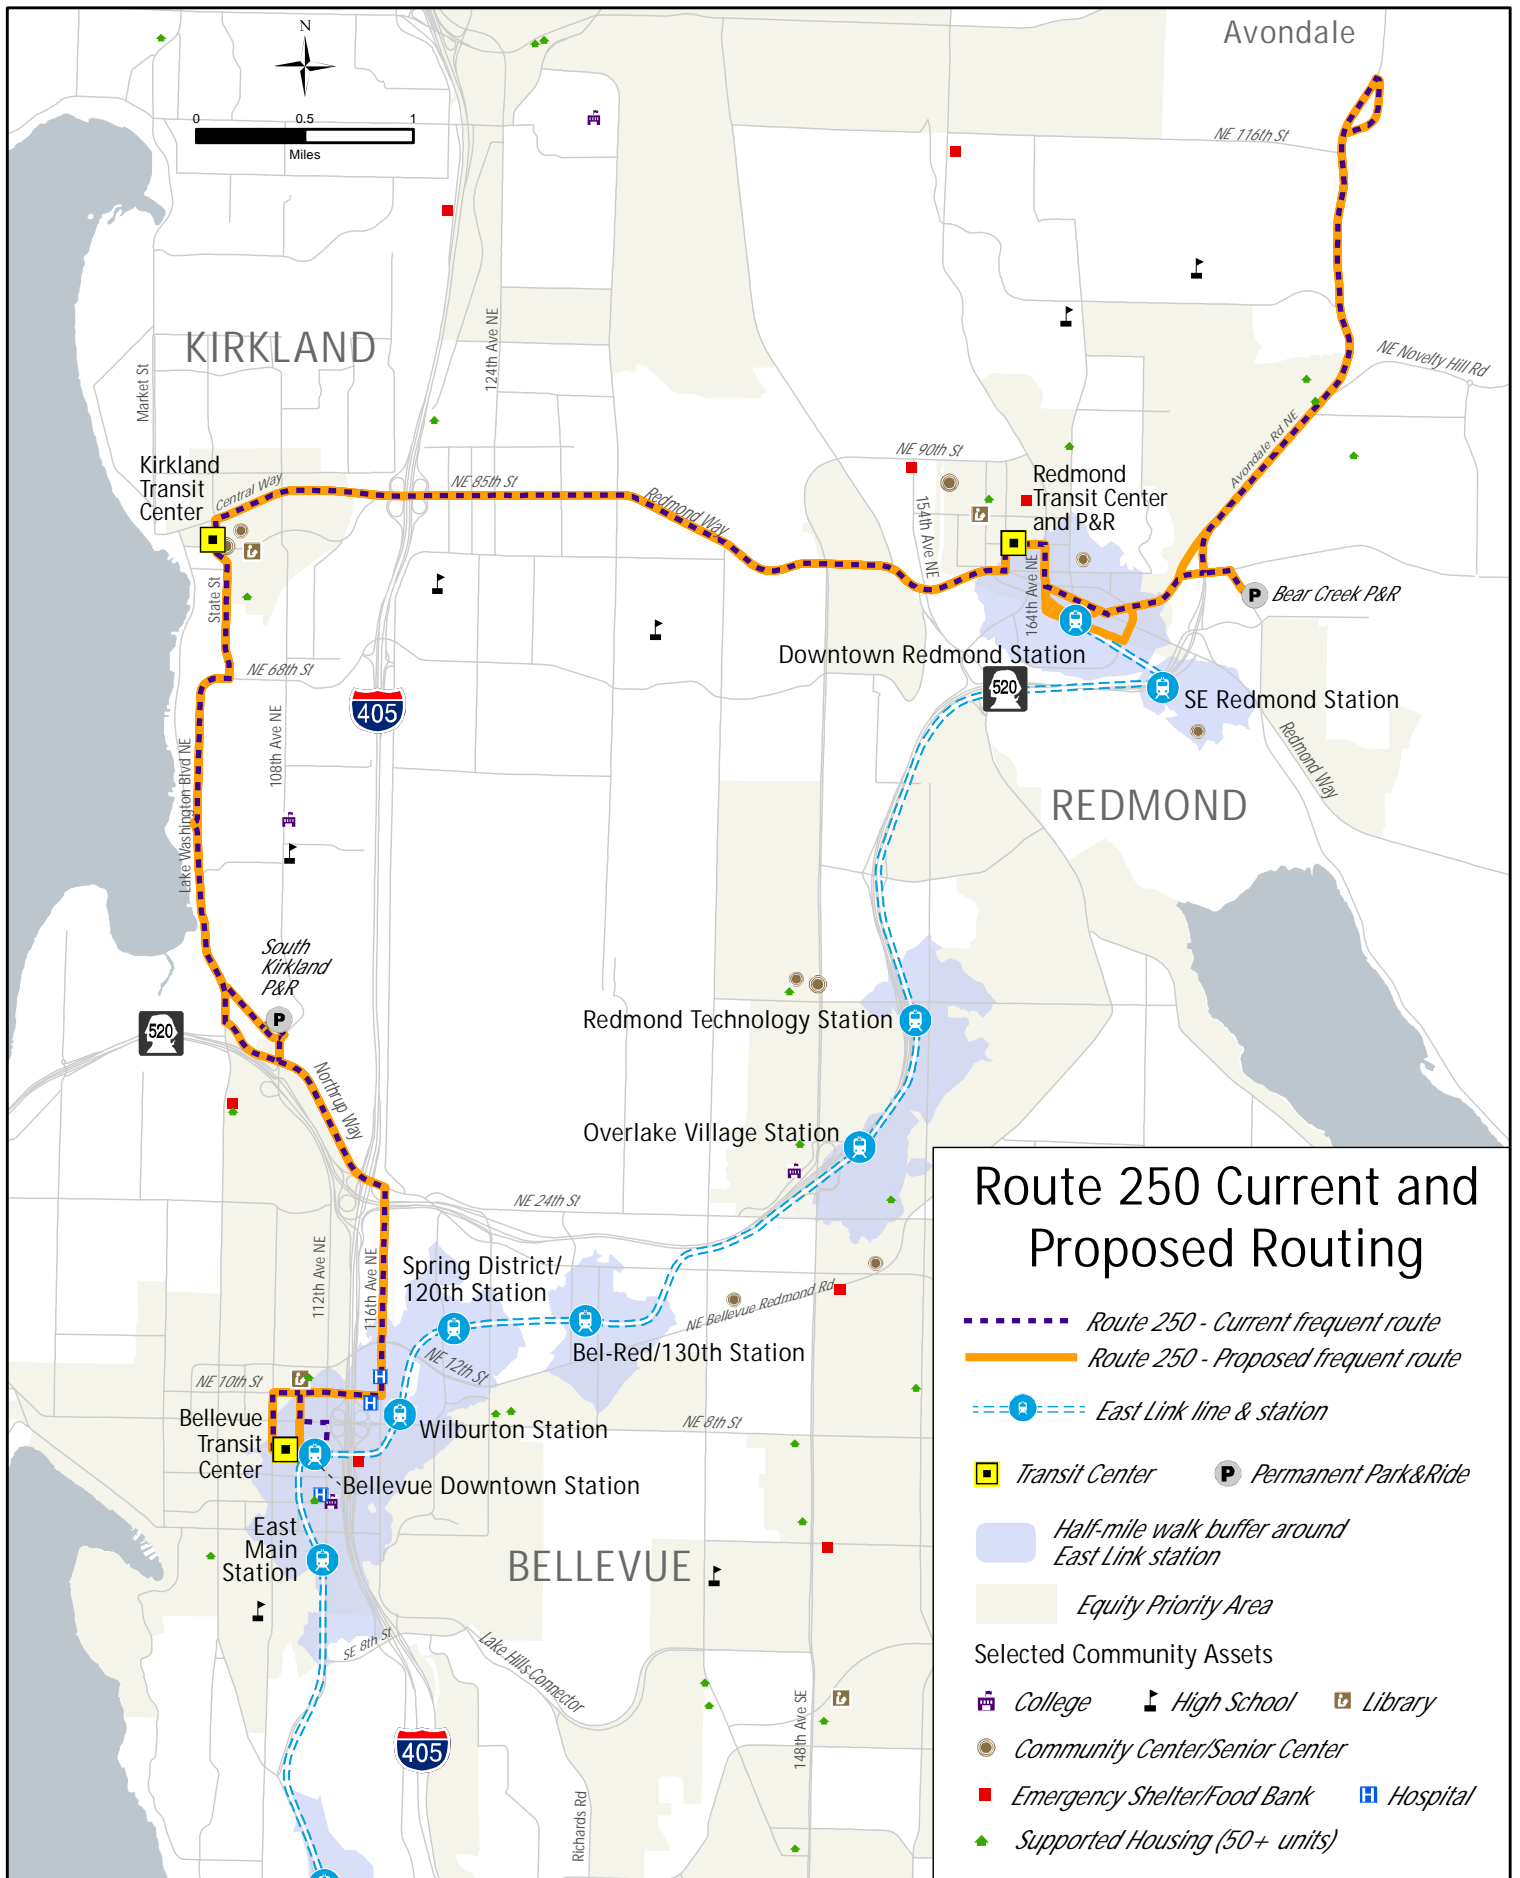 Avondale
N
0 0.5 1
Miles
NE 116th St
KIRKLAND
124th Ave NE
Market St
NE Novelty Hill Rd
Avondale Rd NE
Kirkland
Transit
Center
Central Way
NE 85th St
Redmond Way
NE 90th St
154th Ave NE
Redmond
Transit Center
and P&R
164th Ave NE
P
Bear Creek P&R
State St
NE 68th St
Downtown Redmond Station
520
SE Redmond Station
405
108th Ave NE
Lake Washington Blvd NE
Redmond Way
REDMOND
South
Kirkland
P&R
P
520
Redmond Technology Station
Northrup Way
Overlake Village Station
NE 24th St
112th Ave NE
116th Ave NE
Spring District/
120th Station
NE Bellevue Redmond Rd
Bel-Red/130th Station
NE 12th St
NE 10th St
H
H
Bellevue
Transit
Center
Wilburton Station
NE 8th St
Bellevue Downtown Station
H
East
Main
Station
BELLEVUE
SE 8th St
Lake Hills Connector
405
148th Ave SE
Richards Rd
Route 250 Current and
Proposed Routing
Route 250 - Current frequent route
Route 250 - Proposed frequent route
East Link line & station
Transit Center
P Permanent Park&Ride
Half-mile walk buffer around
East Link station
Equity Priority Area
Selected Community Assets
College
High School
Library
Community Center/Senior Center
Emergency Shelter/Food Bank
H Hospital
Supported Housing (50+ units)